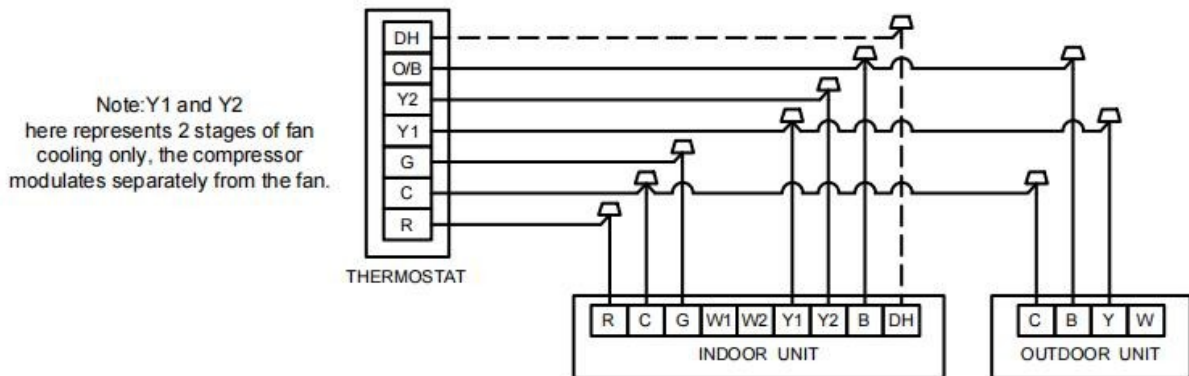 DH
O/B
Y2
Y1
G
C
R
THERMOSTAT
Note:Y1 and Y2
here represents 2 stages of fan
cooling only, the compressor
modulates separately from the fan.
R C G W1 W2 Y1 Y2 B DH
INDOOR UNIT
C B Y W
OUTDOOR UNIT